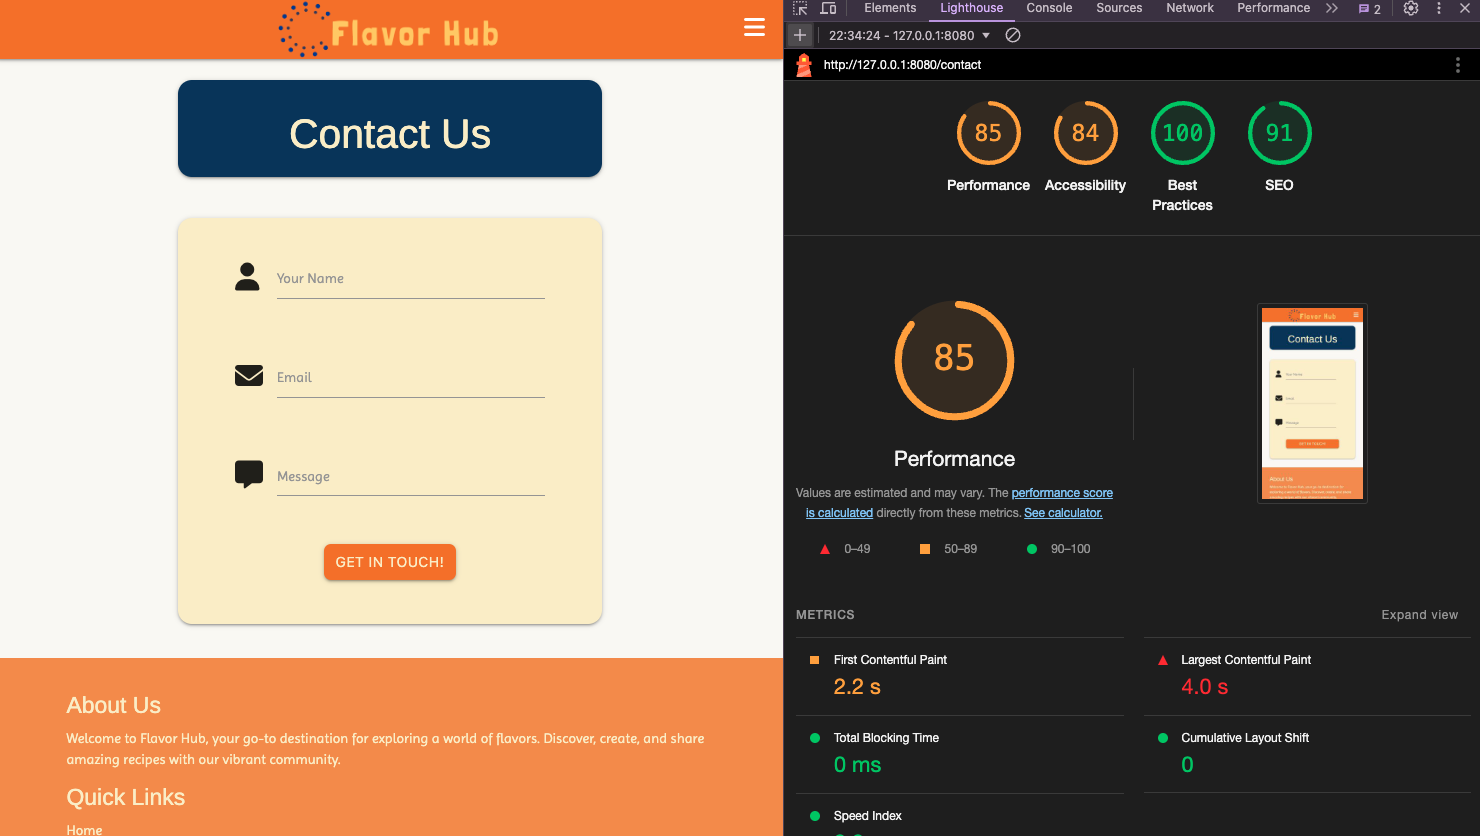 Flavor Hub
Contact Us
Your Name
Email
Message
GET IN TOUCH!
About Us
Welcome to Flavor Hub, your go-to destination for exploring a world of flavors. Discover, create, and share
amazing recipes with our vibrant community.
Quick Links
Home
Elements Lighthouse Console Sources Network Performance 2
22:34:24 - 127.0.0.1:8080
http://127.0.0.1:8080/contact
85 84 100 91
Performance Accessibility Best Practices SEO
85
Performance
Values are estimated and may vary. The performance score
is calculated directly from these metrics. See calculator.
0–49 50–89 90–100
Flavor Hub
Contact Us
About Us
METRICS Expand view
First Contentful Paint
2.2 s
Largest Contentful Paint
4.0 s
Total Blocking Time
0 ms
Cumulative Layout Shift
0
Speed Index